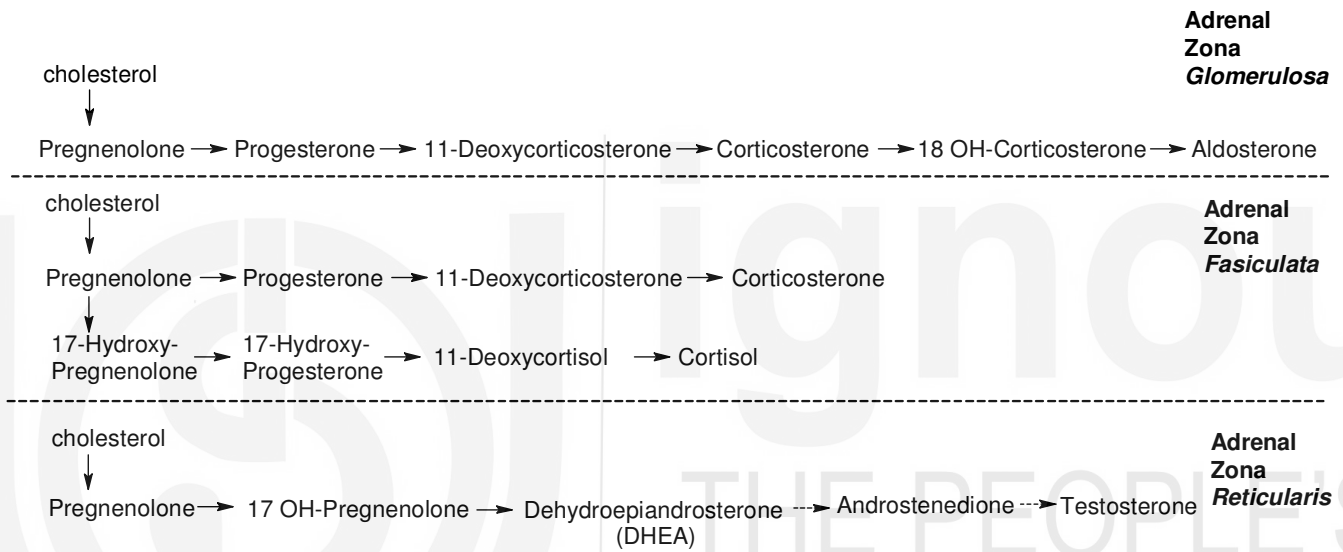 Adrenal
Zona
Glomerulosa
cholesterol
Pregnenolone → Progesterone → 11-Deoxycorticosterone → Corticosterone → 18 OH-Corticosterone → Aldosterone
cholesterol
Adrenal
Zona
Fasiculata
Pregnenolone → Progesterone → 11-Deoxycorticosterone → Corticosterone
17-Hydroxy-
Pregnenolone → 17-Hydroxy-
Progesterone → 11-Deoxycortisol → Cortisol
cholesterol
Adrenal
Zona
Reticularis
Pregnenolone → 17 OH-Pregnenolone → Dehydroepiandrosterone → Androstenedione → Testosterone
(DHEA)
ignou
THE PEOPLE'S